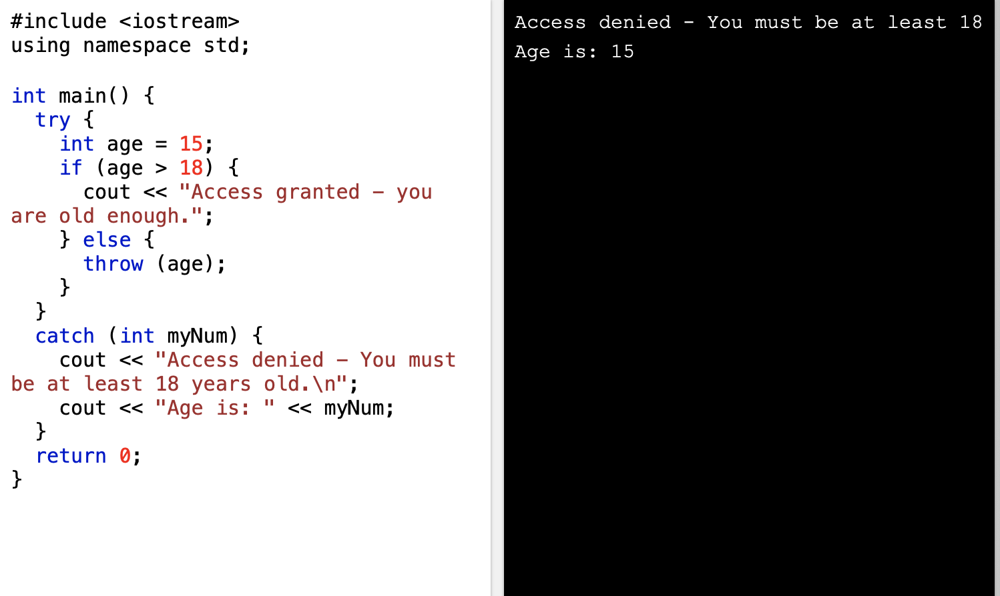 #include <iostream>
using namespace std;

int main() {
  try {
    int age = 15;
    if (age > 18) {
      cout << "Access granted – you
are old enough.";
    } else {
      throw (age);
    }
  }
  catch (int myNum) {
    cout << "Access denied – You must
be at least 18 years old.\n";
    cout << "Age is: " << myNum;
  }
  return 0;
}
Access denied – You must be at least 18
Age is: 15